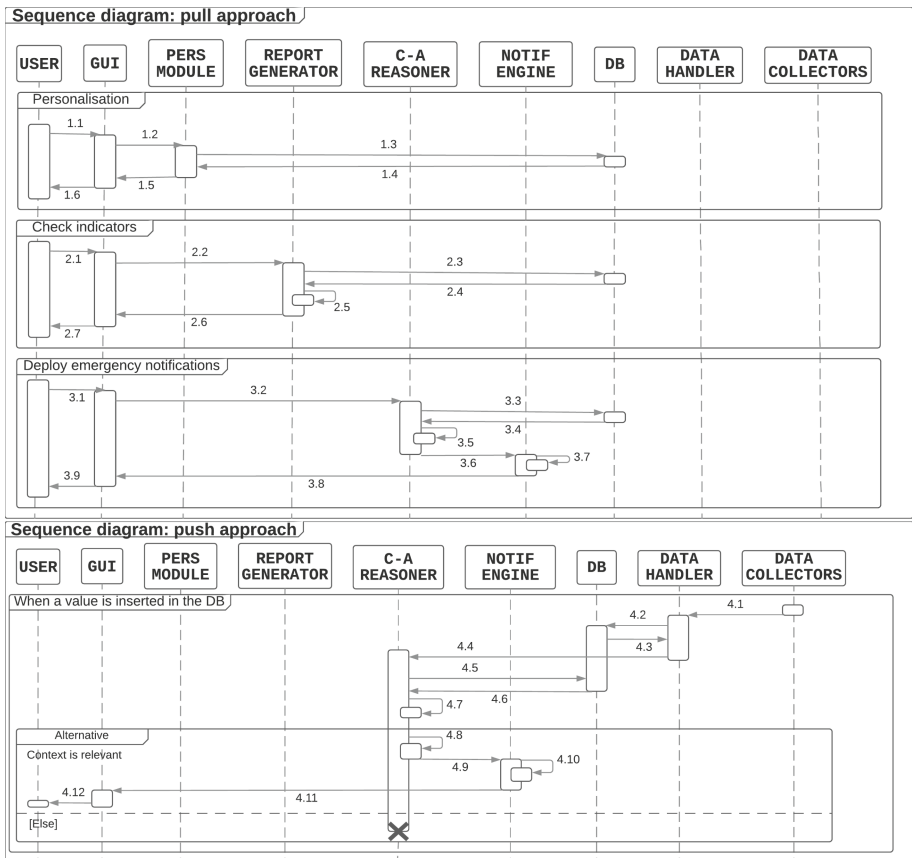 Sequence diagram: pull approach
USER
GUI
PERS
MODULE
REPORT
GENERATOR
C-A
REASONER
NOTIF
ENGINE
DB
DATA
HANDLER
DATA
COLLECTORS
Personalisation
1.1
1.2
1.3
1.4
1.5
1.6
Check indicators
2.1
2.2
2.3
2.4
2.5
2.6
2.7
Deploy emergency notifications
3.1
3.2
3.3
3.4
3.5
3.6
3.7
3.8
3.9
Sequence diagram: push approach
USER
GUI
PERS
MODULE
REPORT
GENERATOR
C-A
REASONER
NOTIF
ENGINE
DB
DATA
HANDLER
DATA
COLLECTORS
When a value is inserted in the DB
4.1
4.2
4.3
4.4
4.5
4.6
4.7
Alternative
4.8
Context is relevant
4.9
4.10
4.11
4.12
[Else]